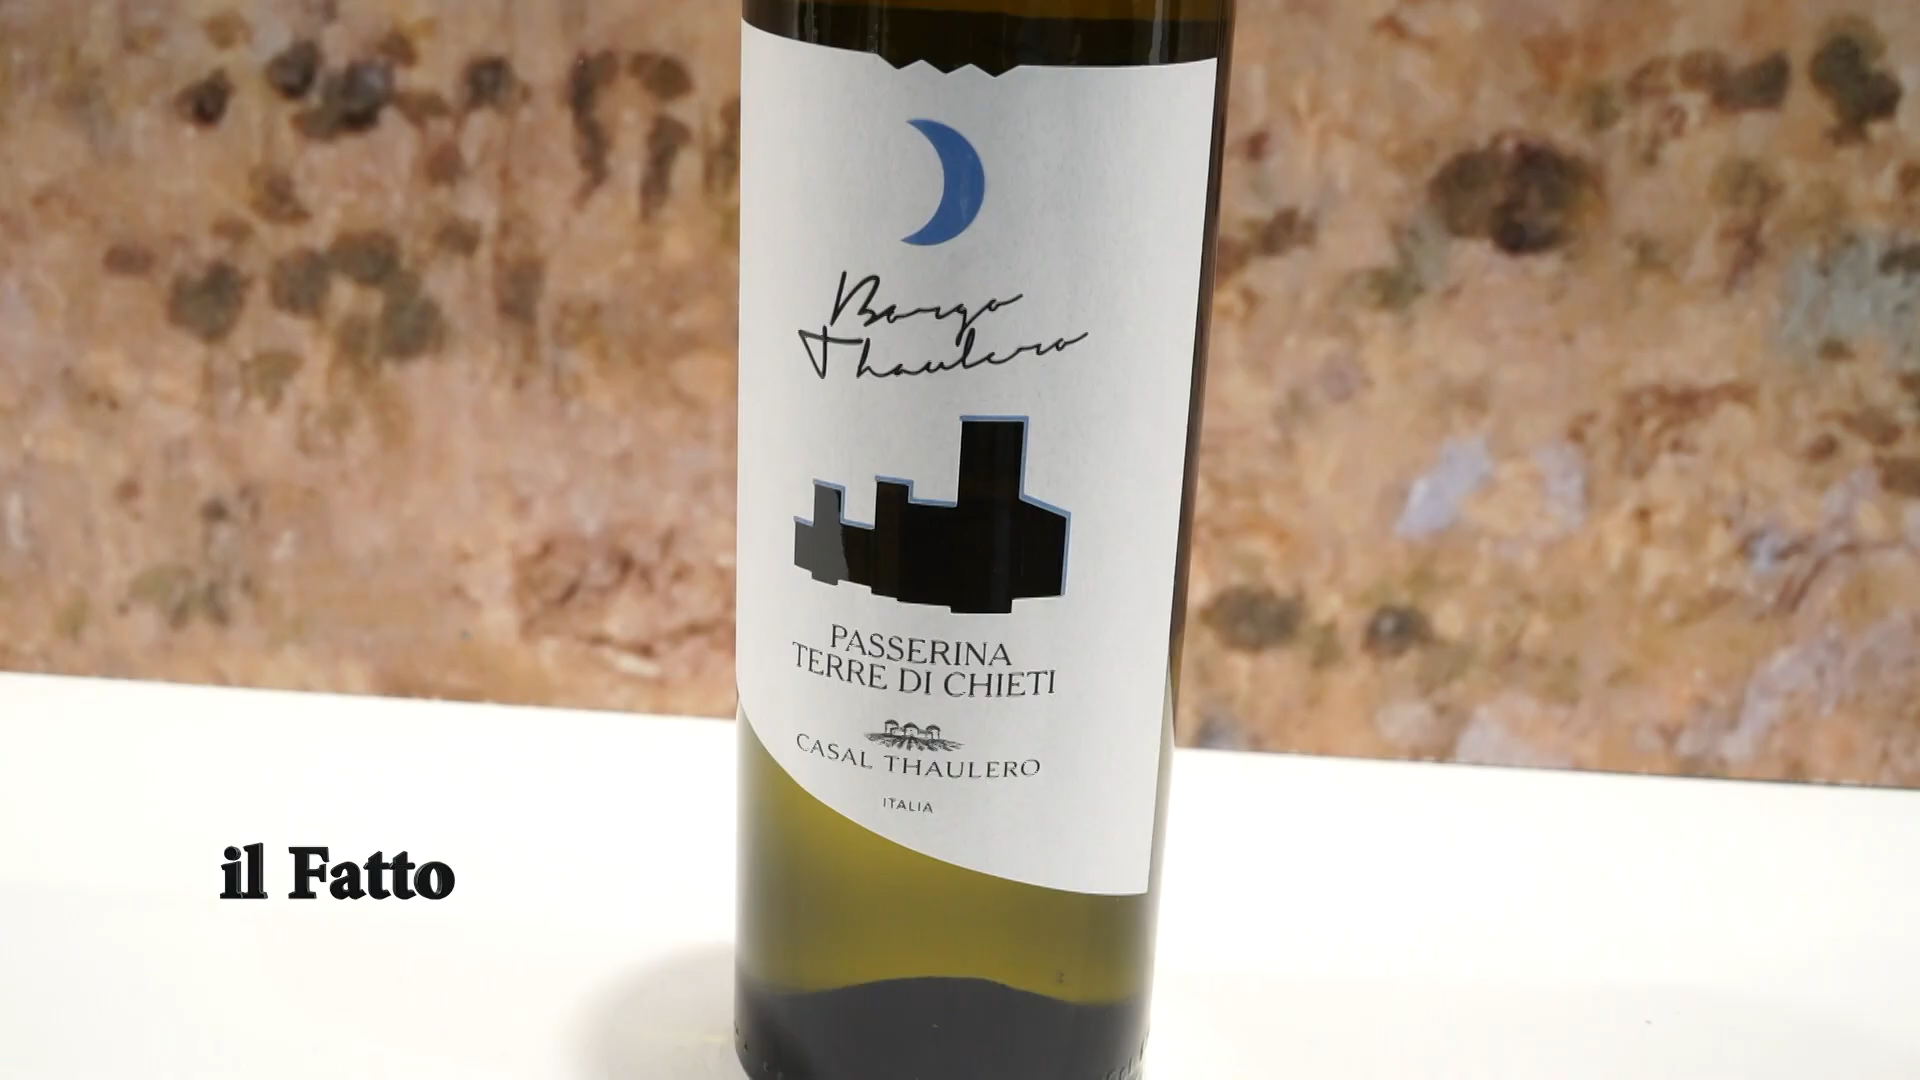 Borgo
Thaulero
PASSERINA
TERRE DI CHIETI
CASAL THAULERO
ITALIA
il Fatto